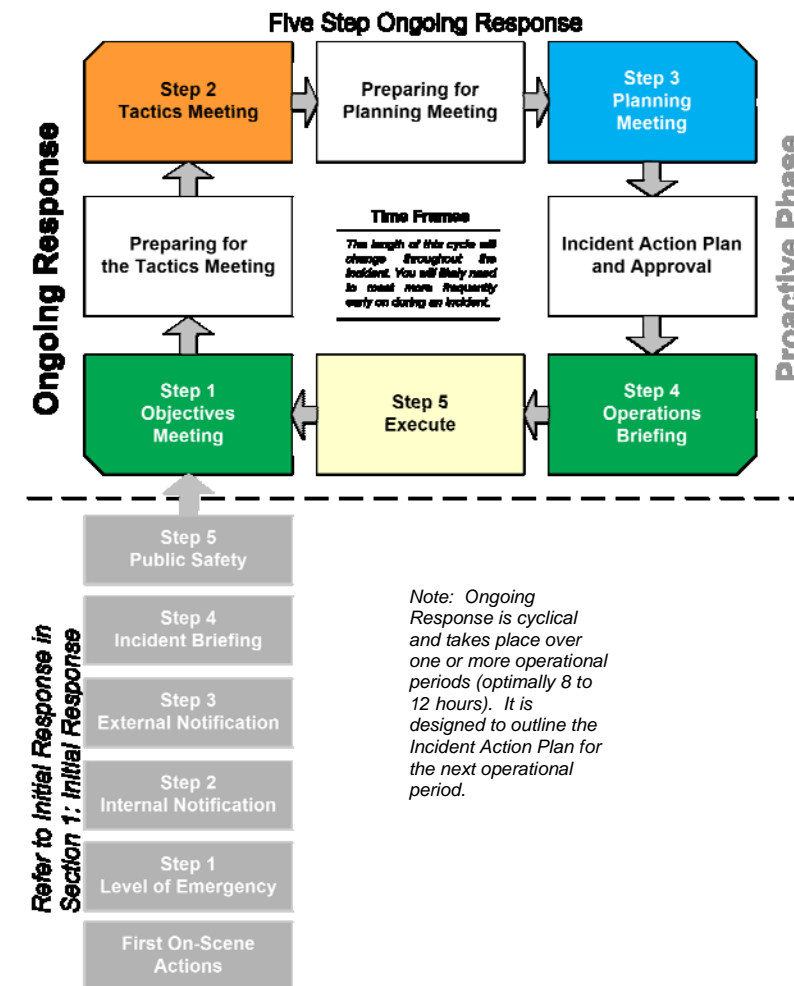 Five Step Ongoing Response
Ongoing Response
Proactive Phase
Step 2
Tactics Meeting
Preparing for
Planning Meeting
Step 3
Planning
Meeting
Preparing for
the Tactics Meeting
Time Frames
The length of this cycle will
change throughout the
incident. You will likely need
to meet more frequently
early on during an incident.
Incident Action Plan
and Approval
Step 1
Objectives
Meeting
Step 5
Execute
Step 4
Operations
Briefing
Refer to Initial Response in
Section 1: Initial Response
Step 5
Public Safety
Step 4
Incident Briefing
Step 3
External Notification
Step 2
Internal Notification
Step 1
Level of Emergency
First On-Scene
Actions
Note: Ongoing
Response is cyclical
and takes place over
one or more operational
periods (optimally 8 to
12 hours). It is
designed to outline the
Incident Action Plan for
the next operational
period.